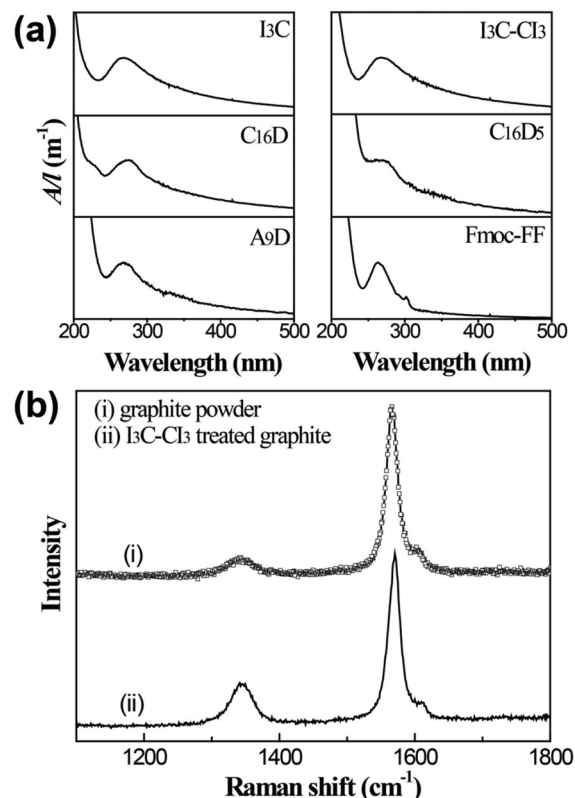 (a)
I3C
I3C-CI3
C16D
C16D5
A9D
Fmoc-FF
A/l (m-1)
200 300 400 500
200 300 400 500
Wavelength (nm)
Wavelength (nm)
(b)
(i) graphite powder
(ii) I3C-CI3 treated graphite
(i)
(ii)
Intensity
1200 1400 1600 1800
Raman shift (cm-1)